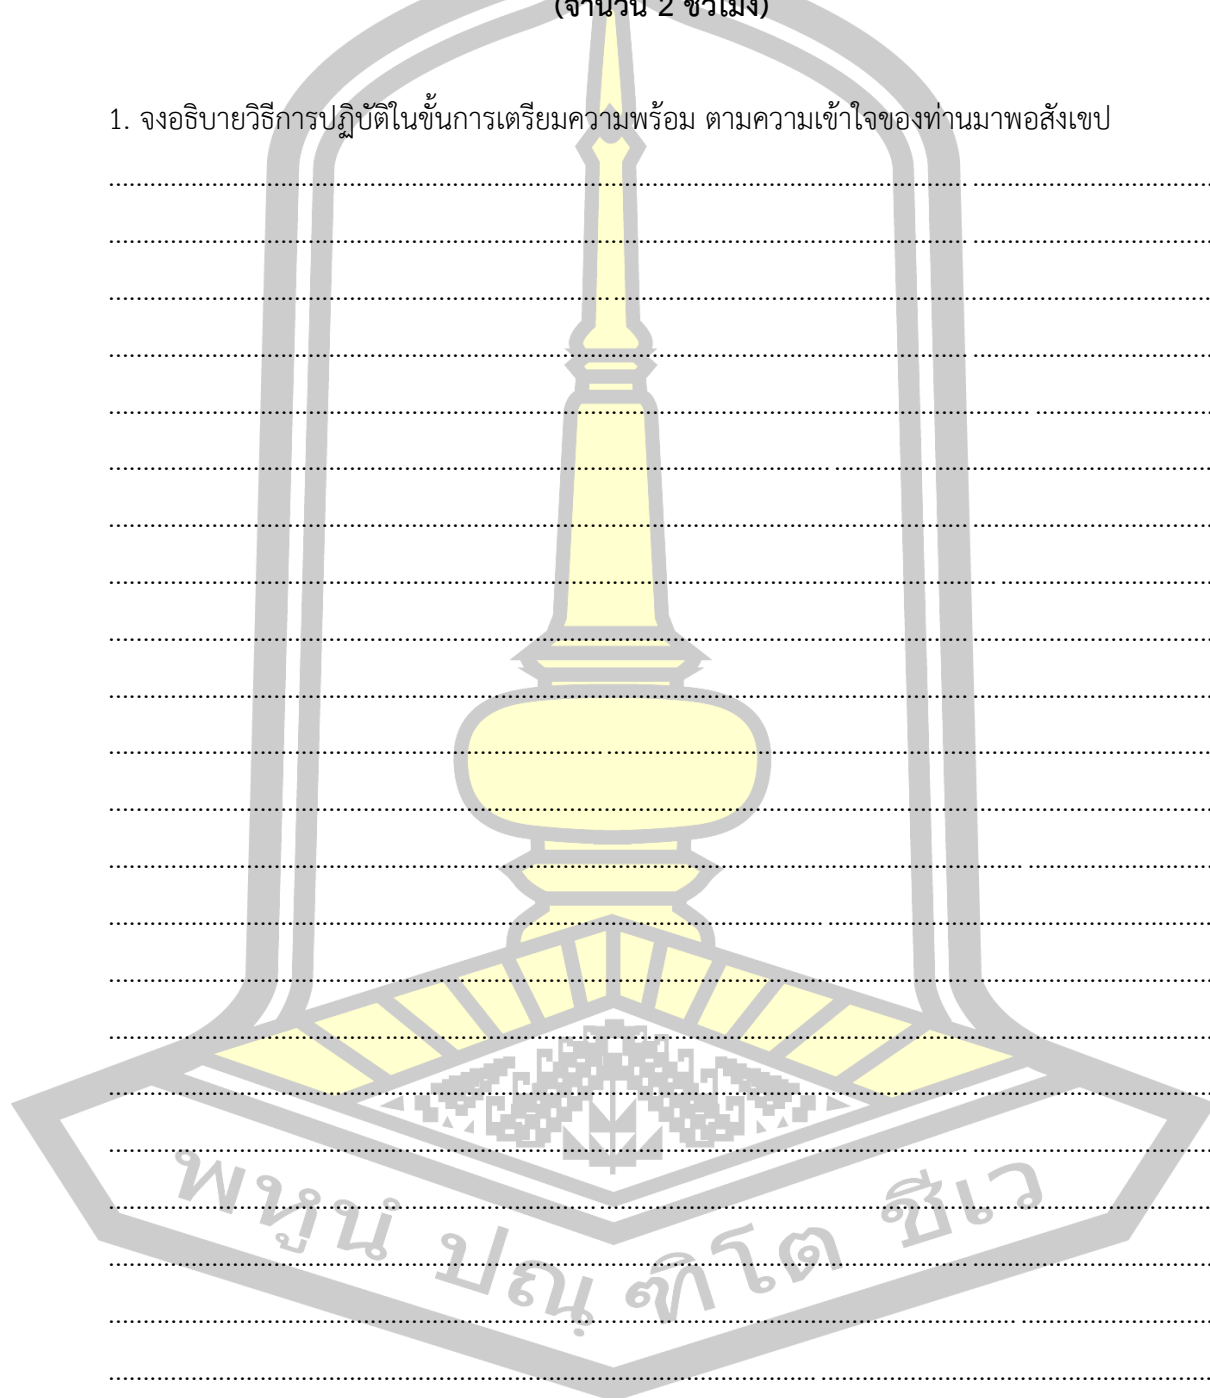 (จำนวน 2 ชั่วโมง)
1. จงอธิบายวิธีการปฏิบัติในขั้นการเตรียมความพร้อม ตามความเข้าใจของท่านมาพอสังเขป
พหูนํ ปณฺฑิโต ชีเว